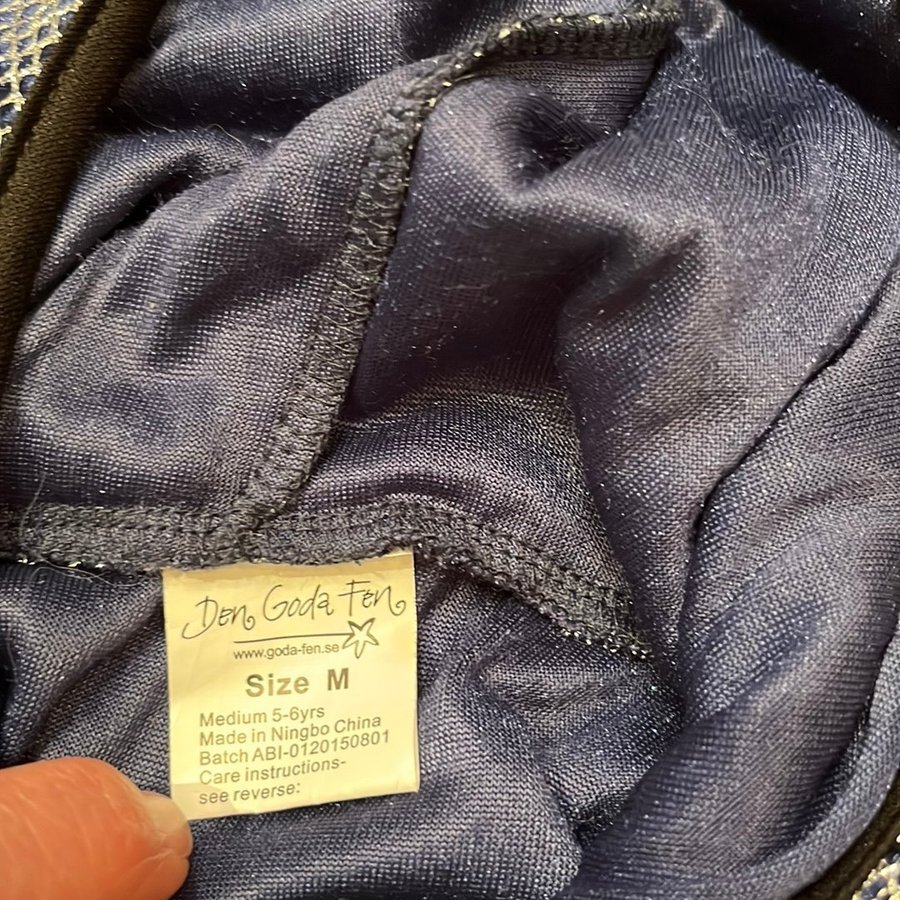 Den Goda Fen
www.goda-fen.se
Size M
Medium 5-6yrs
Made in Ningbo China
Batch ABI-0120150801
Care instructions-
see reverse: